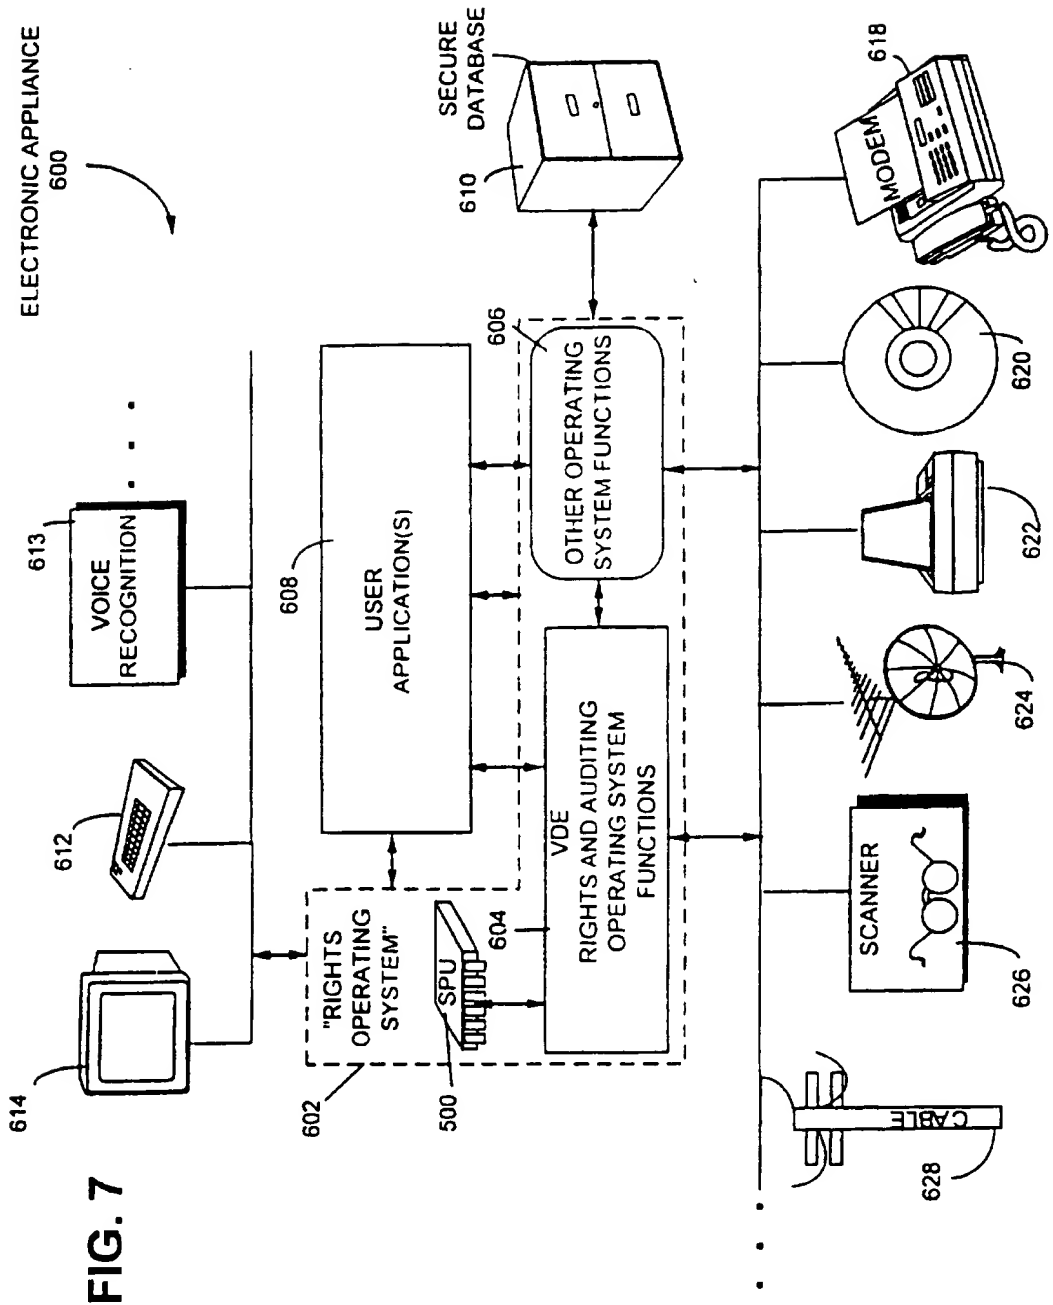 FIG. 7
ELECTRONIC APPLIANCE
600
614
612
613
VOICE
RECOGNITION
602
"RIGHTS
OPERATING
SYSTEM"
608
USER
APPLICATION(S)
500
SPU
604
VDE
RIGHTS AND AUDITING
OPERATING SYSTEM
FUNCTIONS
606
OTHER OPERATING
SYSTEM FUNCTIONS
610
SECURE
DATABASE
628
CABLE
626
SCANNER
624
622
620
618
MODEM